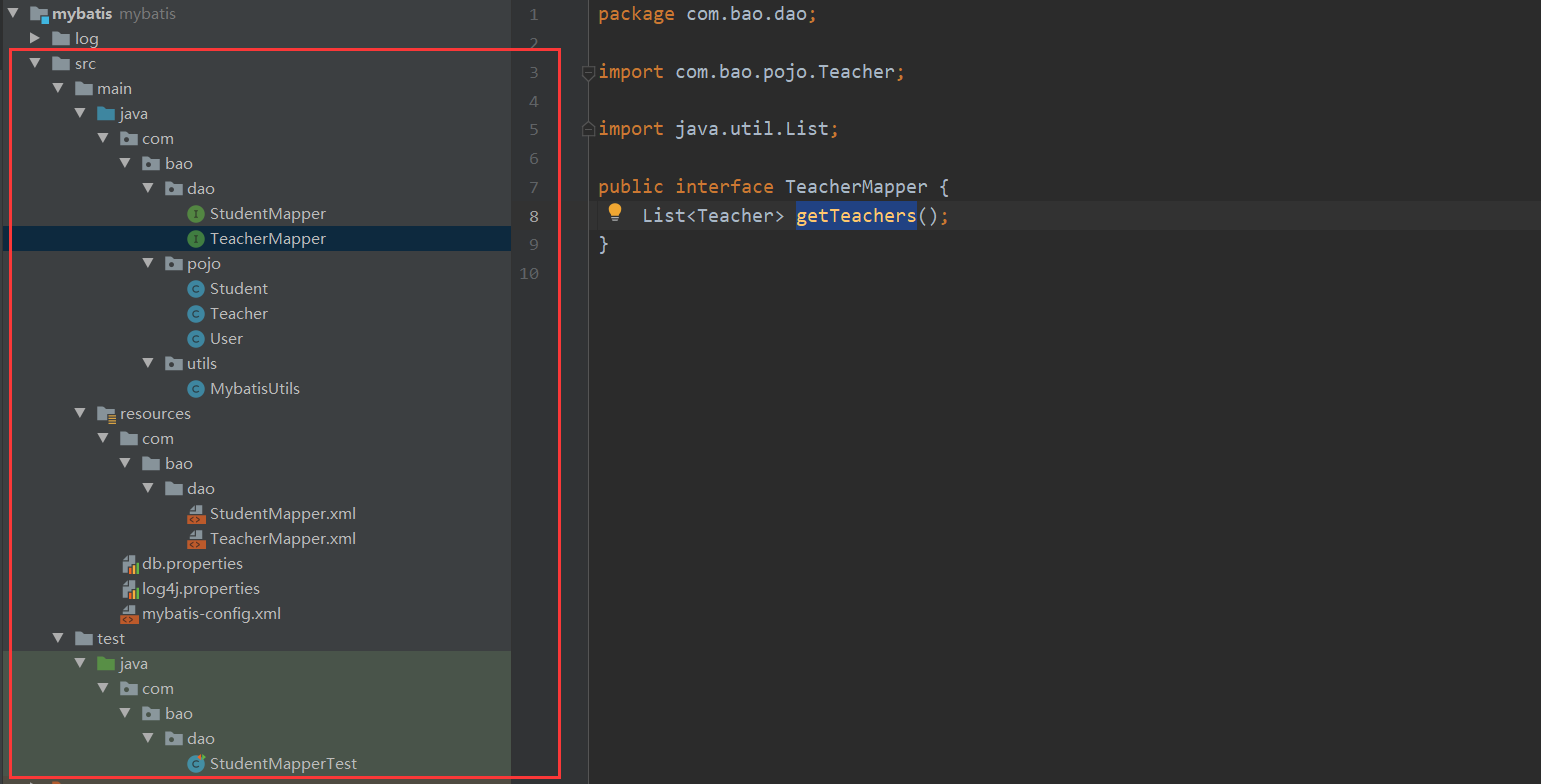 mybatis mybatis
log
src
main
java
com
bao
dao
StudentMapper
TeacherMapper
pojo
Student
Teacher
User
utils
MybatisUtils
resources
com
bao
dao
StudentMapper.xml
TeacherMapper.xml
db.properties
log4j.properties
mybatis-config.xml
test
java
com
bao
dao
StudentMapperTest
1 package com.bao.dao;
2
3 import com.bao.pojo.Teacher;
4
5 import java.util.List;
6
7 public interface TeacherMapper {
8 List<Teacher> getTeachers();
9 }
10